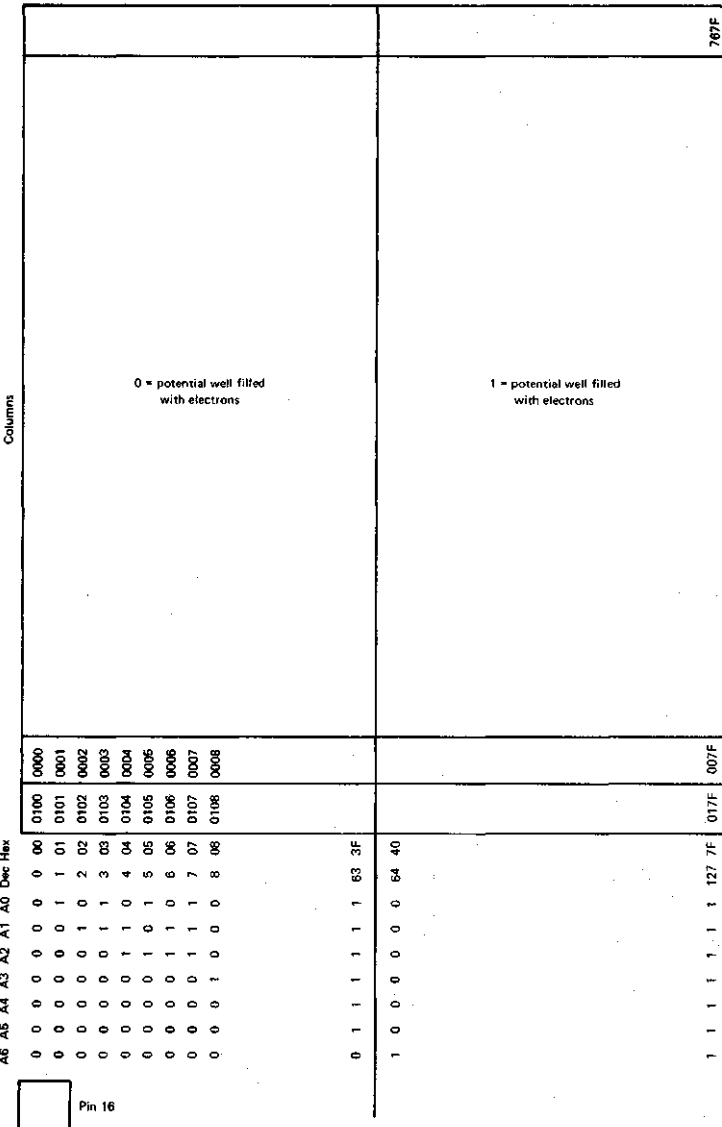 Columns
A6 A5 A4 A3 A2 A1 A0 Dec Hex
0 0 0 0 0 0 0 0 00 0100 0000
0 0 0 0 0 0 1 1 01 0101 0001
0 0 0 0 0 1 0 2 02 0102 0002
0 0 0 0 0 1 1 3 03 0103 0003
0 0 0 0 1 0 0 4 04 0104 0004
0 0 0 0 1 0 1 5 05 0105 0005
0 0 0 0 1 1 0 6 06 0106 0006
0 0 0 0 1 1 1 7 07 0107 0007
0 0 0 1 0 0 0 8 08 0108 0008
0 1 1 1 1 1 1 63 3F
1 0 0 0 0 0 0 64 40
1 1 1 1 1 1 1 127 7F 017F 007F 767F
0 = potential well filled
with electrons
1 = potential well filled
with electrons
Pin 16